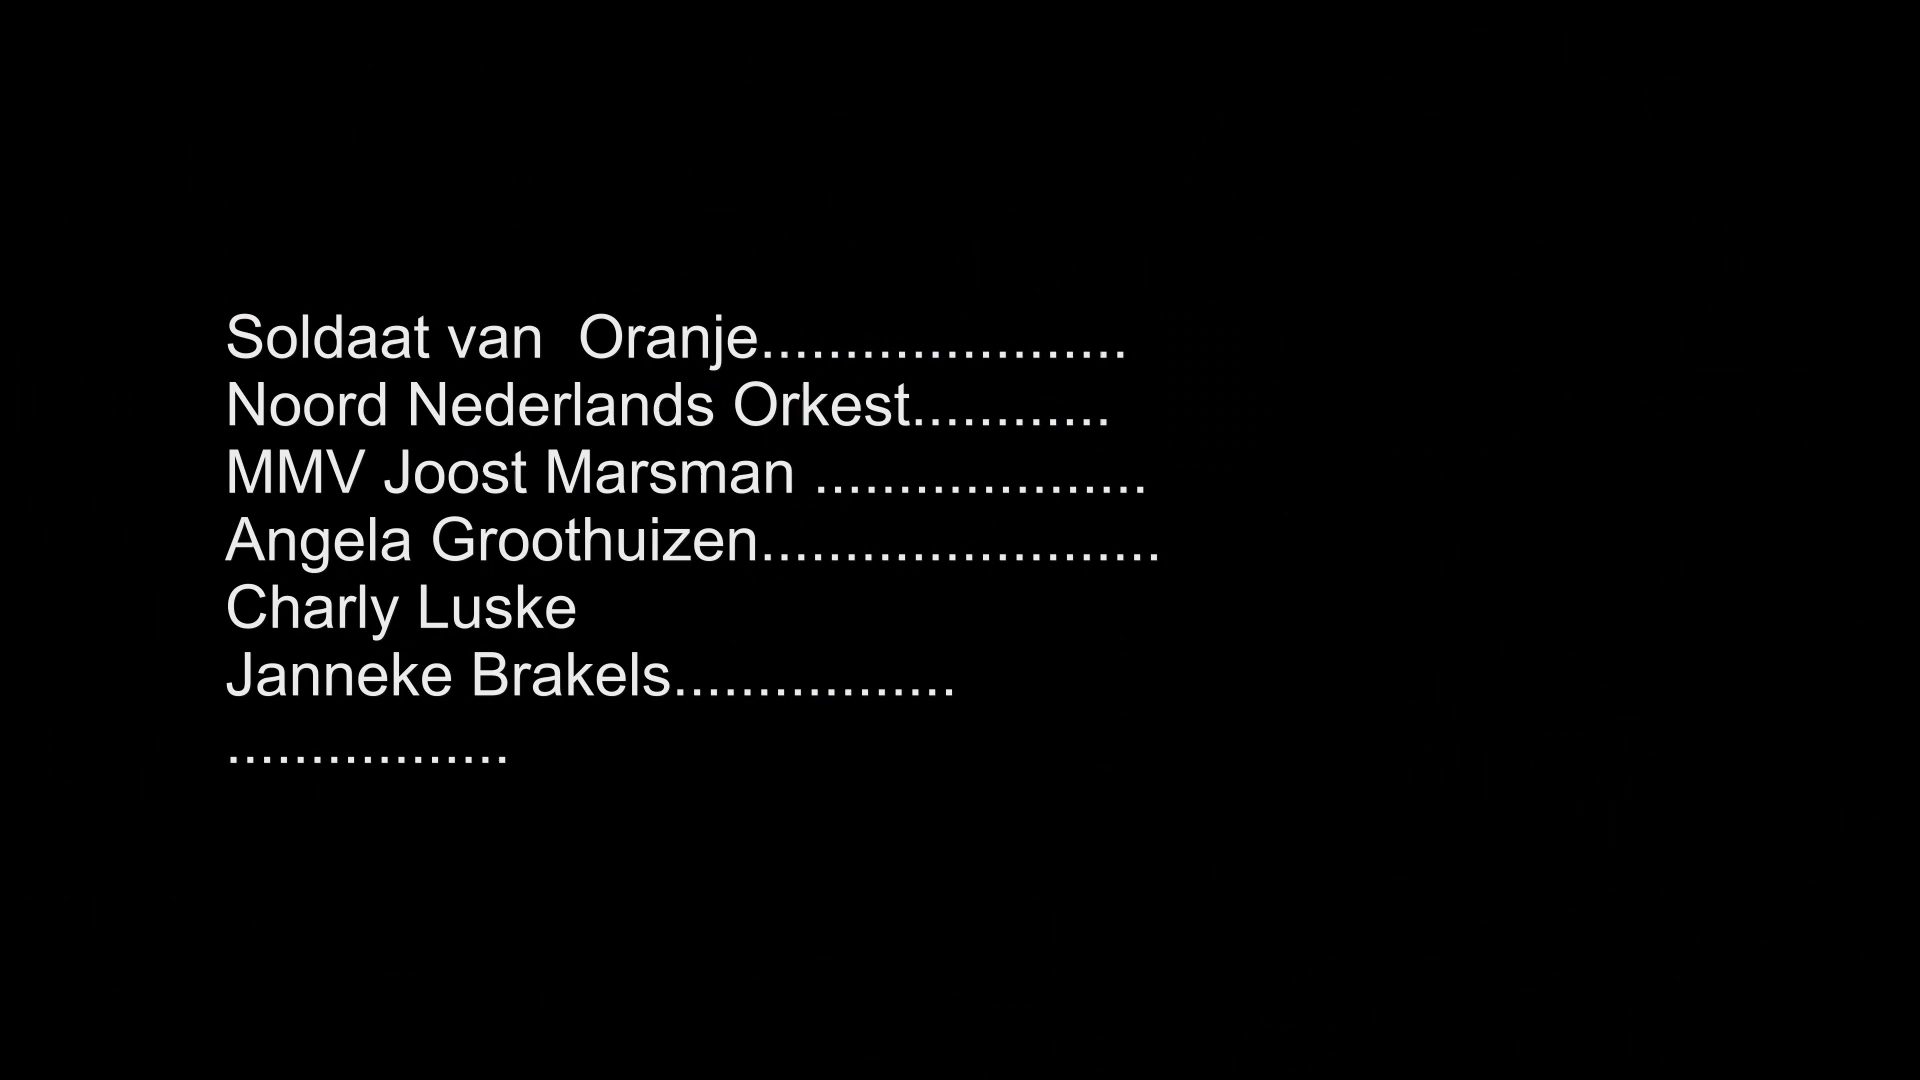 Soldaat van  Oranje......................
Noord Nederlands Orkest............
MMV Joost Marsman ....................
Angela Groothuizen........................
Charly Luske
Janneke Brakels.................
.................